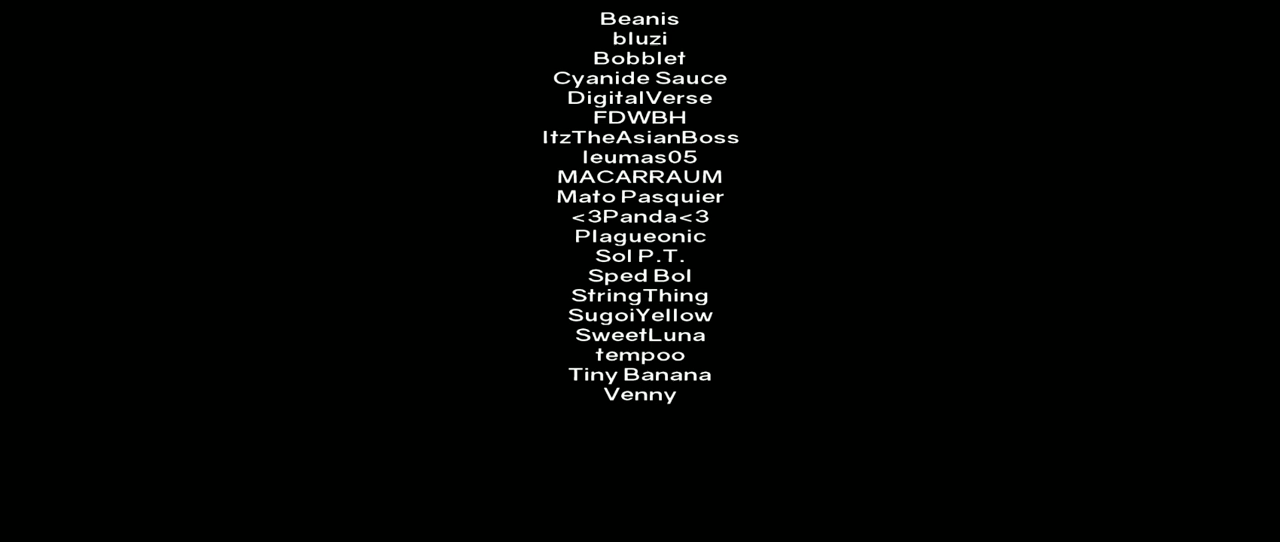 Beanis
bluzi
Bobblet
Cyanide Sauce
DigitalVerse
FDWBH
ItzTheAsianBoss
leumas05
MACARRAUM
Mato Pasquier
<3Panda<3
Plagueonic
Sol P.T.
Sped Bol
StringThing
SugoiYellow
SweetLuna
tempoo
Tiny Banana
Venny